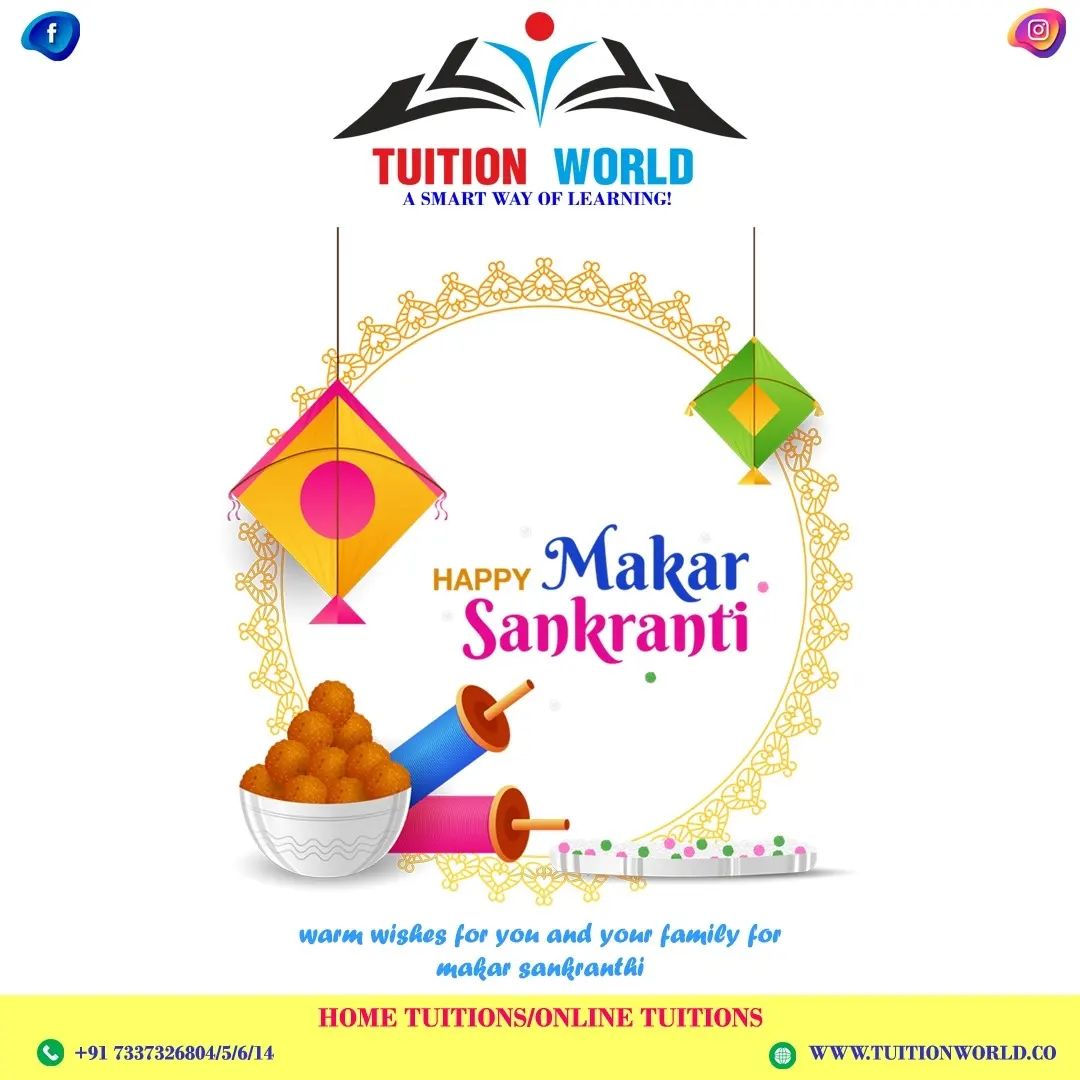 TUITION WORLD
A SMART WAY OF LEARNING!
HAPPY Makar
Sankranti
warm wishes for you and your family for
makar sankranthi
HOME TUITIONS/ONLINE TUITIONS
+91 7337326804/5/6/14
WWW.TUITIONWORLD.CO